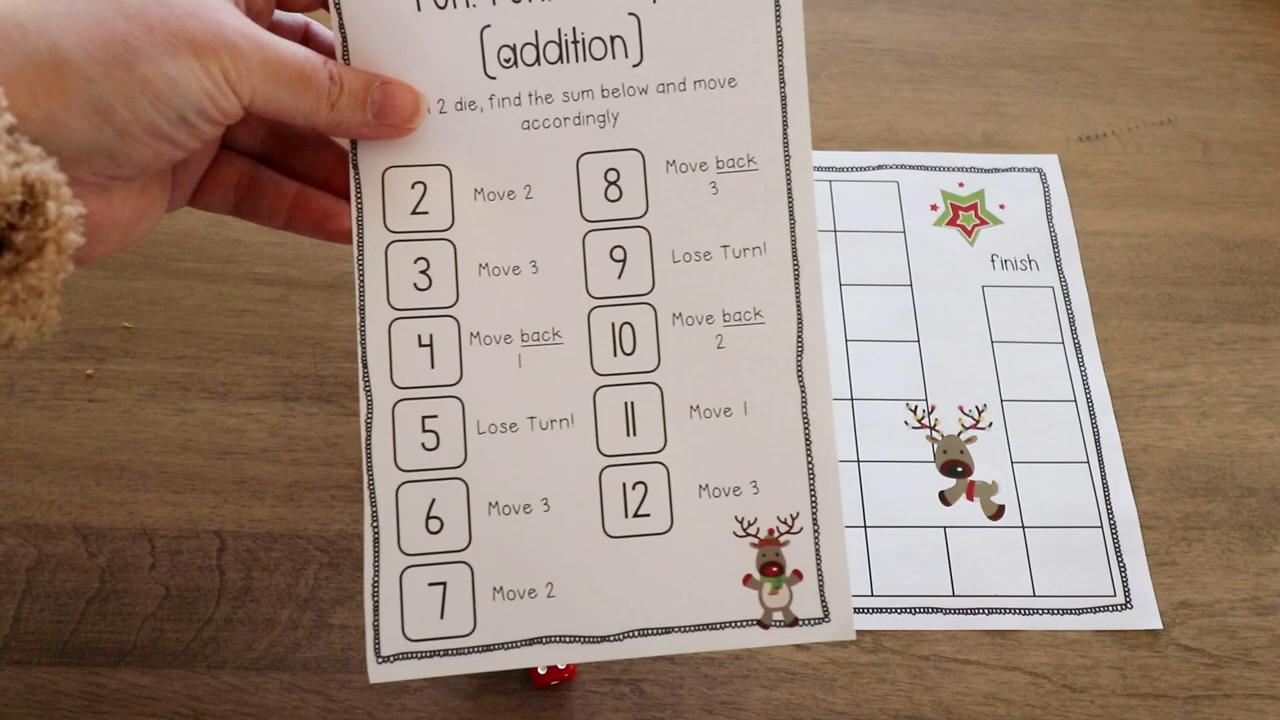 (addition)
2 die, find the sum below and move
accordingly
2 Move 2
3 Move 3
4 Move back
1
5 Lose Turn!
6 Move 3
7 Move 2
8 Move back
3
9 Lose Turn!
10 Move back
2
11 Move 1
12 Move 3
finish